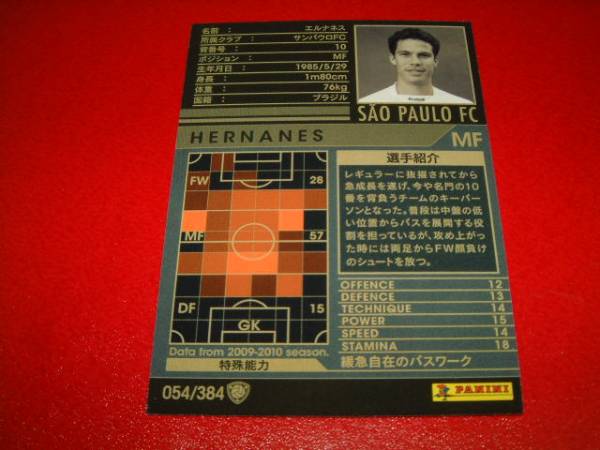 名前 : エルナネス
所属クラブ : サンパウロFC
背番号 : 10
ポジション : MF
生年月日 : 1985/5/29
身長 : 1m80cm
体重 : 76kg
国籍 : ブラジル
SÃO PAULO FC
HERNANES
MF
FW 28
MF 57
DF 15
GK
Data from 2009-2010 season.
選手紹介
レギュラーに抜擢されてから
急成長を遂げ、今や名門の10
番を背負うチームのキーパー
ソンとなった。普段は中盤の低
い位置からパスを展開する役
割を担っているが、攻め上がっ
た時には両足からFW顔負け
のシュートを放つ。
OFFENCE 12
DEFENCE 13
TECHNIQUE 14
POWER 15
SPEED 14
STAMINA 18
特殊能力
緩急自在のパスワーク
054/384
PANINI